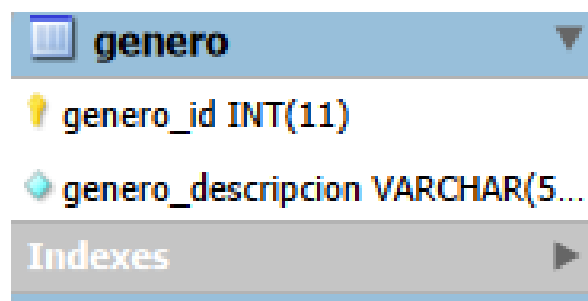 genero
genero_id INT(11)
genero_descripcion VARCHAR(5...
Indexes